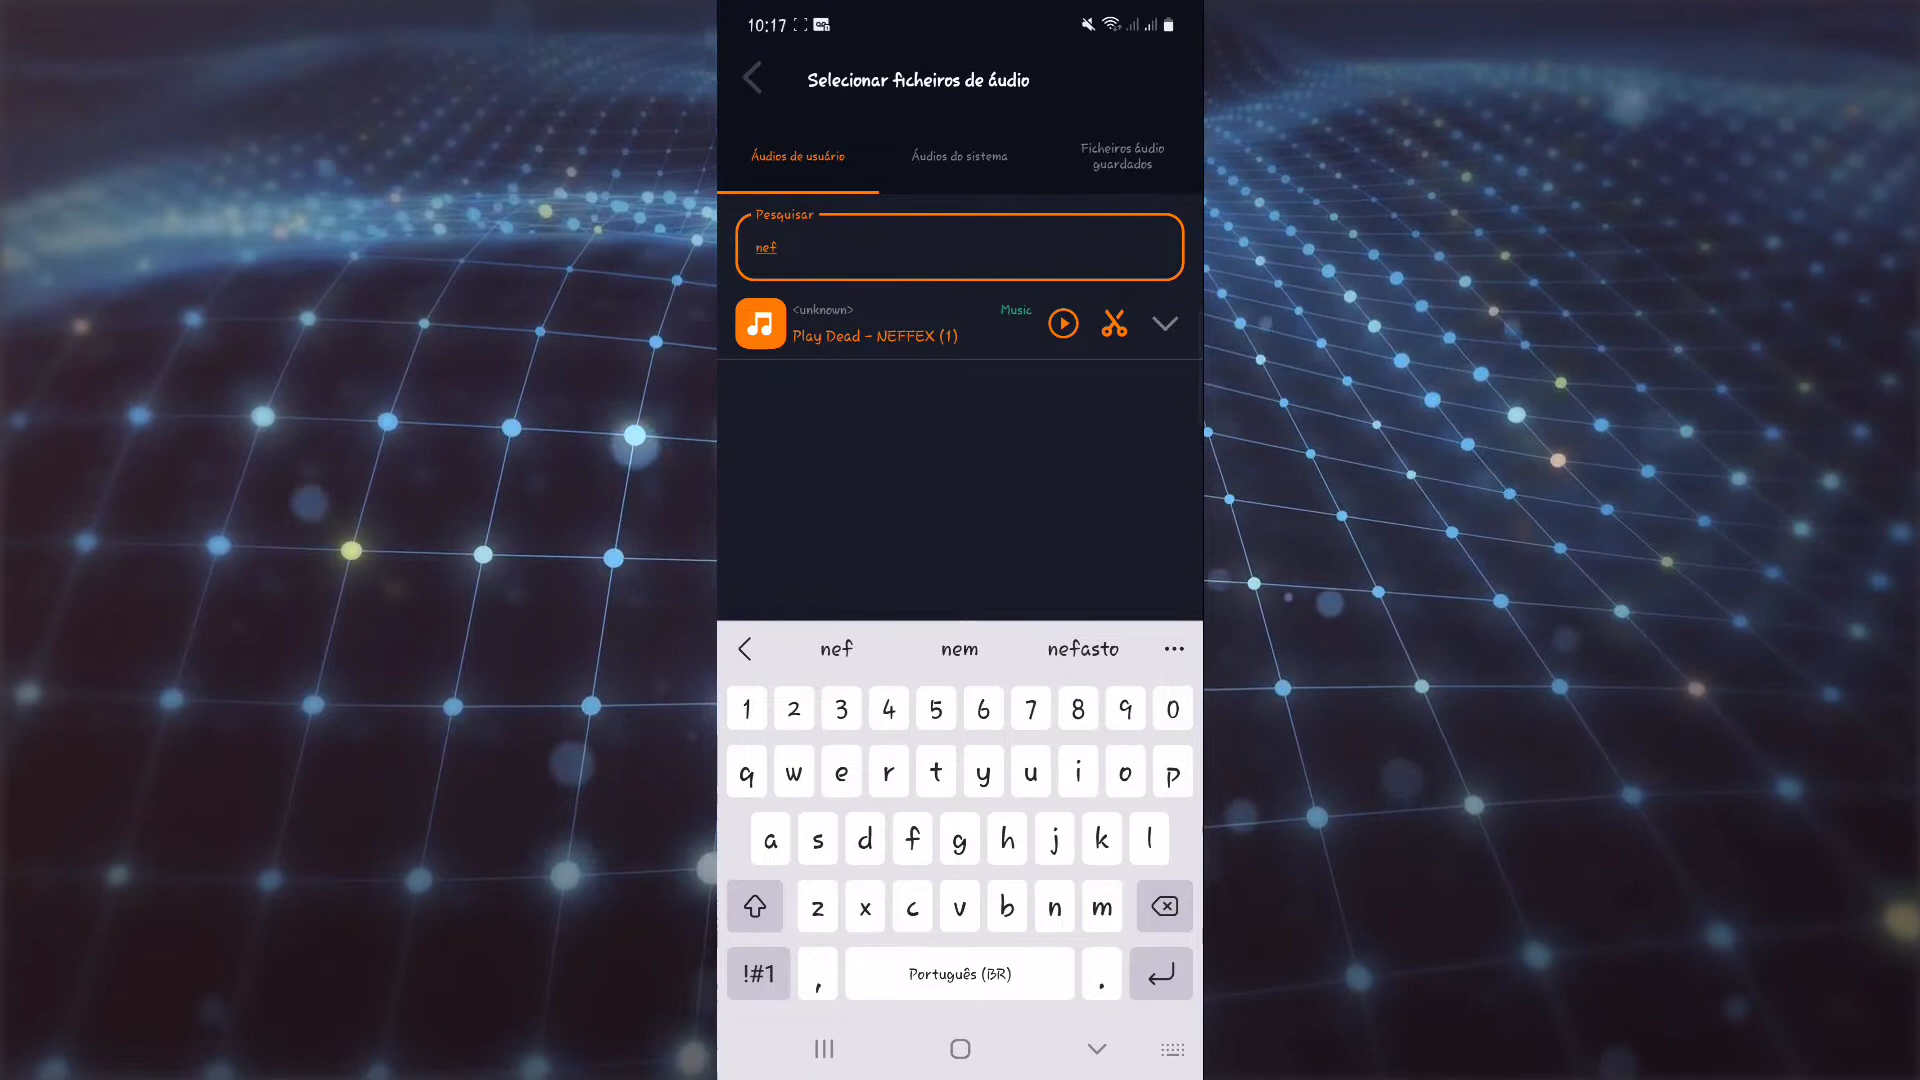 10:17
Selecionar ficheiros de áudio
Áudios de usuário
Áudios do sistema
Ficheiros áudio
guardados
Pesquisar
nef
<unknown>
Music
Play Dead - NEFFEX (1)
nef nem nefasto
1 2 3 4 5 6 7 8 9 0
q w e r t y u i o p
a s d f g h j k l
z x c v b n m
!#1 , Português (BR) .